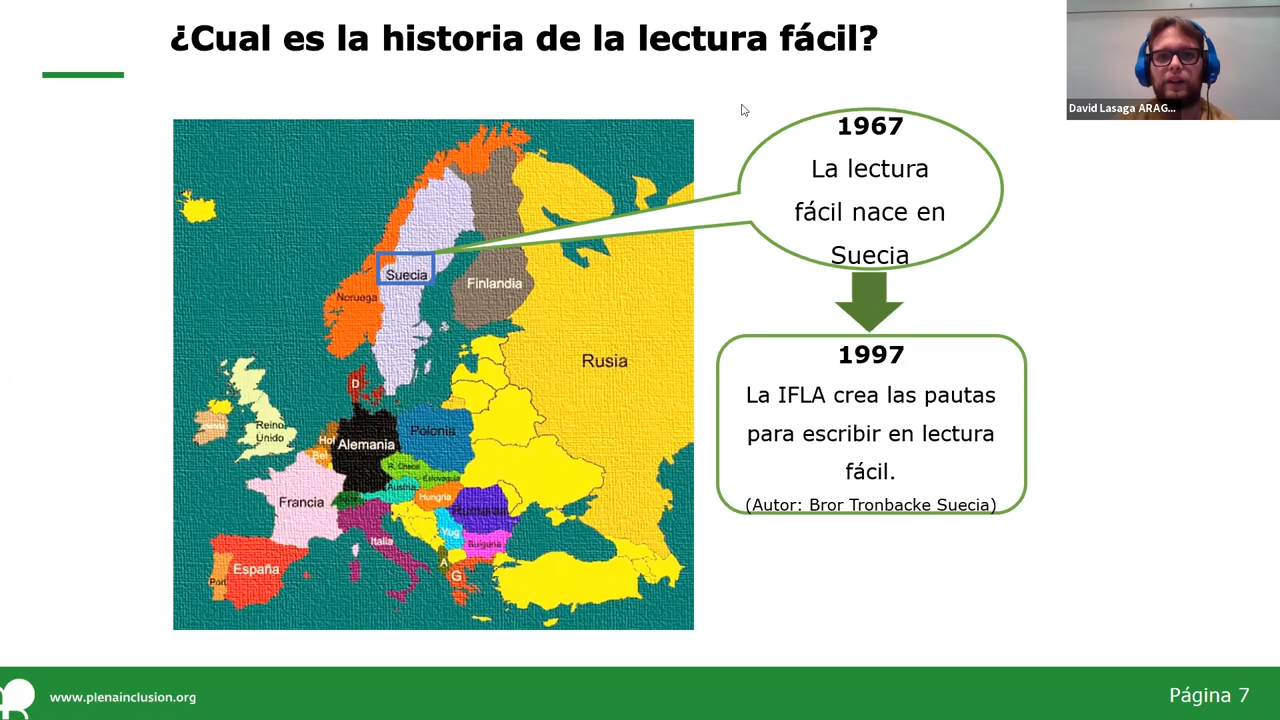 ¿Cual es la historia de la lectura fácil?
David Lasaga ARAG...
1967
La lectura
fácil nace en
Suecia
1997
La IFLA crea las pautas
para escribir en lectura
fácil.
(Autor: Bror Tronbacke Suecia)
Suecia
Noruega
Finlandia
Rusia
D
Reino
Unido
Hol
Bel
Alemania
Polonia
R. Checa
Eslovaquia
Austria
Hungria
Francia
Rumania
Italia
Yug
Bulgaria
A
G
Port
España
www.plenainclusion.org
Página 7